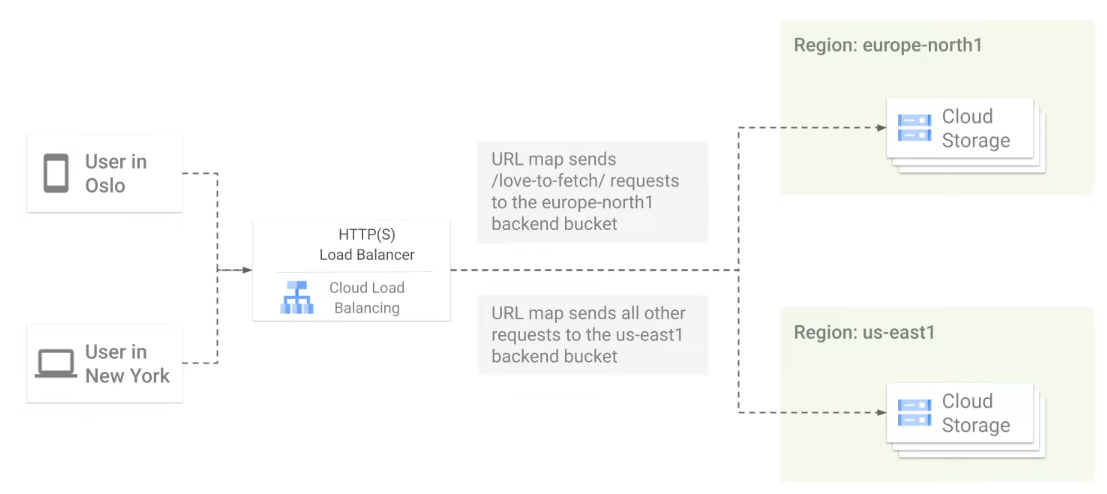 Region: europe-north1
Cloud
Storage
User in
Oslo
URL map sends
/love-to-fetch/ requests
to the europe-north1
backend bucket
HTTP(S)
Load Balancer
Cloud Load
Balancing
URL map sends all other
requests to the us-east1
backend bucket
User in
New York
Region: us-east1
Cloud
Storage